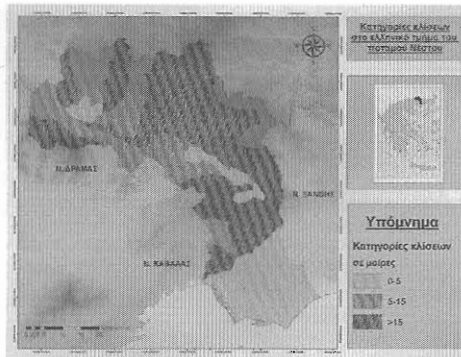 Κατηγορίες κλίσεων
στο ελληνικό τμήμα του
ποταμού Νέστου
Ν. ΔΡΑΜΑΣ
Ν. ΞΑΝΘΗΣ
Ν. ΚΑΒΑΛΑΣ
Υπόμνημα
Κατηγορίες κλίσεων
σε μοίρες
0-5
5-15
>15